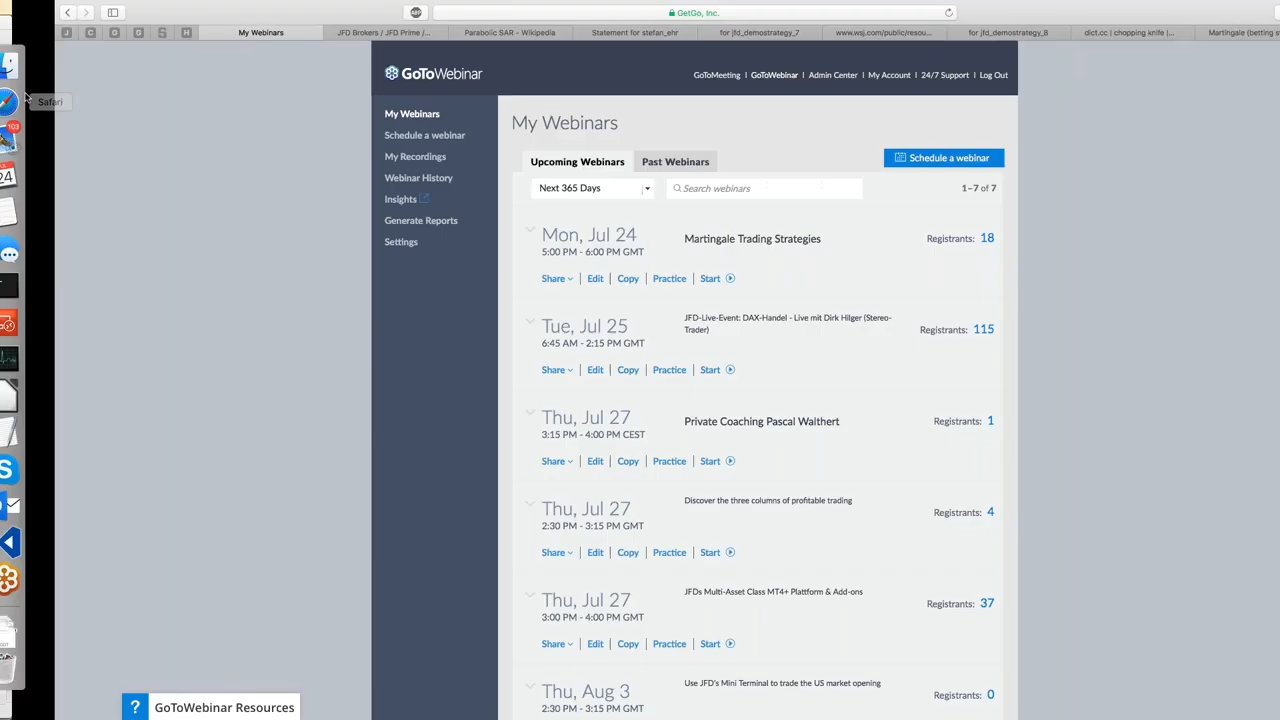 GetGo, Inc.
J C G G S H My Webinars JFD Brokers / JFD Prime /... Parabolic SAR - Wikipedia Statement for stefan_ehr for jfd_demostrategy_7 www.wsj.com/public/resou... for jfd_demostrategy_8 dict.cc | chopping knife |... Martingale (betting s
GoToWebinar
GoToMeeting | GoToWebinar | Admin Center | My Account | 24/7 Support | Log Out
Safari
103
24
My Webinars
Schedule a webinar
My Recordings
Webinar History
Insights
Generate Reports
Settings
My Webinars
Upcoming Webinars Past Webinars
Schedule a webinar
Next 365 Days
Search webinars
1–7 of 7
Mon, Jul 24
5:00 PM - 6:00 PM GMT
Martingale Trading Strategies
Registrants: 18
Share | Edit | Copy | Practice | Start
Tue, Jul 25
6:45 AM - 2:15 PM GMT
JFD-Live-Event: DAX-Handel - Live mit Dirk Hilger (Stereo-
Trader)
Registrants: 115
Share | Edit | Copy | Practice | Start
Thu, Jul 27
3:15 PM - 4:00 PM CEST
Private Coaching Pascal Walthert
Registrants: 1
Share | Edit | Copy | Practice | Start
Thu, Jul 27
2:30 PM - 3:15 PM GMT
Discover the three columns of profitable trading
Registrants: 4
Share | Edit | Copy | Practice | Start
Thu, Jul 27
3:00 PM - 4:00 PM GMT
JFDs Multi-Asset Class MT4+ Plattform & Add-ons
Registrants: 37
Share | Edit | Copy | Practice | Start
Thu, Aug 3
2:30 PM - 3:15 PM GMT
Use JFD's Mini Terminal to trade the US market opening
Registrants: 0
? GoToWebinar Resources